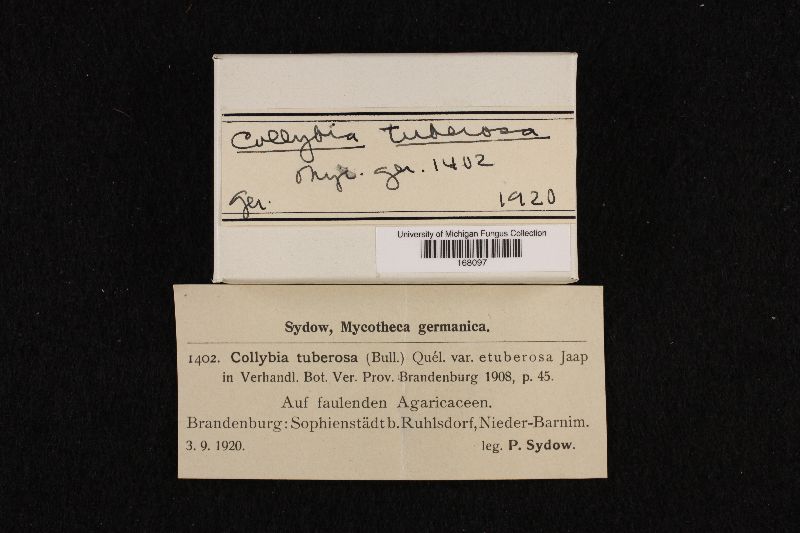 Collybia tuberosa
Myc. ger. 1402
Ger. 1920
University of Michigan Fungus Collection
168097
Sydow, Mycotheca germanica.
1402. Collybia tuberosa (Bull.) Quél. var. etuberosa Jaap
in Verhandl. Bot. Ver. Prov. Brandenburg 1908, p. 45.
Auf faulenden Agaricaceen.
Brandenburg: Sophienstädt b. Ruhlsdorf, Nieder-Barnim.
3. 9. 1920. leg. P. Sydow.